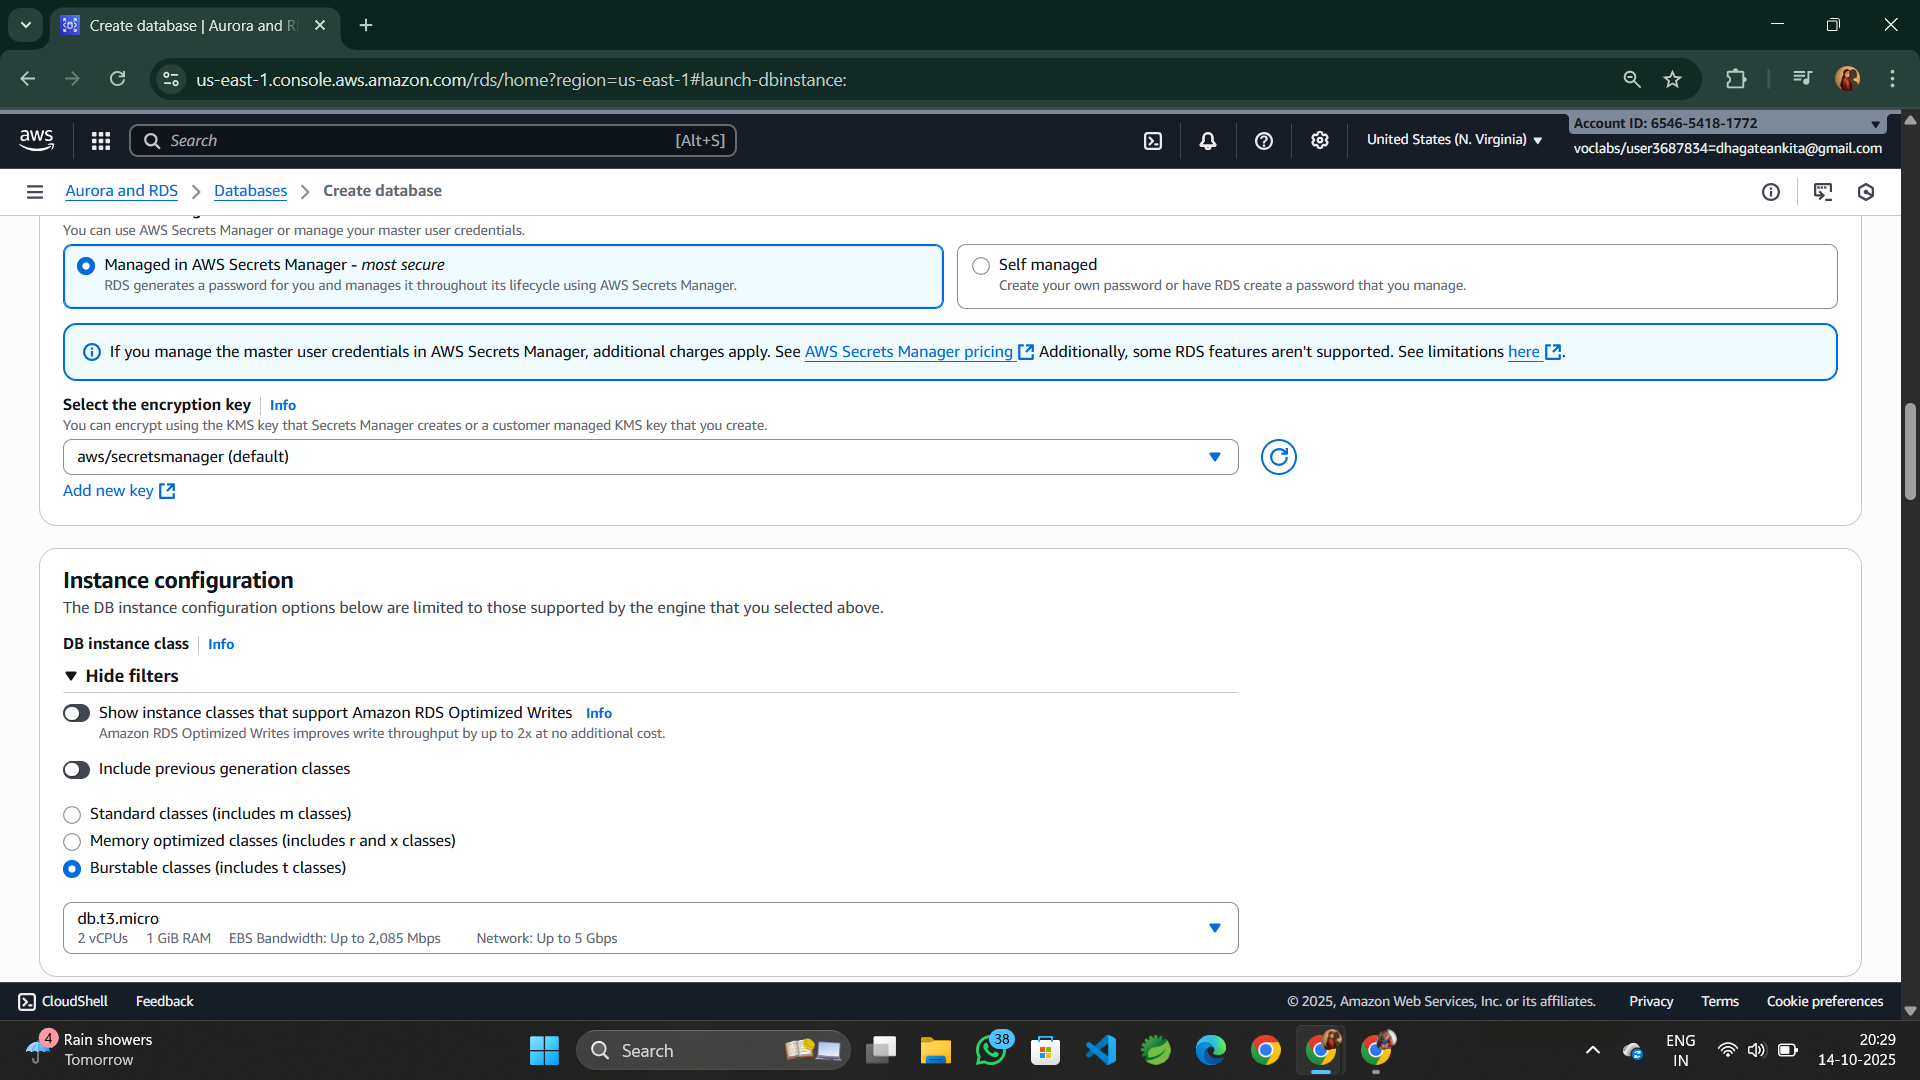 Create database | Aurora and R
us-east-1.console.aws.amazon.com/rds/home?region=us-east-1#launch-dbinstance:
aws
Search
[Alt+S]
United States (N. Virginia)
Account ID: 6546-5418-1772
voclabs/user3687834=dhagateankita@gmail.com
Aurora and RDS
Databases
Create database
You can use AWS Secrets Manager or manage your master user credentials.
Managed in AWS Secrets Manager - most secure
RDS generates a password for you and manages it throughout its lifecycle using AWS Secrets Manager.
Self managed
Create your own password or have RDS create a password that you manage.
If you manage the master user credentials in AWS Secrets Manager, additional charges apply. See AWS Secrets Manager pricing Additionally, some RDS features aren't supported. See limitations here .
Select the encryption key
Info
You can encrypt using the KMS key that Secrets Manager creates or a customer managed KMS key that you create.
aws/secretsmanager (default)
Add new key
Instance configuration
The DB instance configuration options below are limited to those supported by the engine that you selected above.
DB instance class
Info
Hide filters
Show instance classes that support Amazon RDS Optimized Writes Info
Amazon RDS Optimized Writes improves write throughput by up to 2x at no additional cost.
Include previous generation classes
Standard classes (includes m classes)
Memory optimized classes (includes r and x classes)
Burstable classes (includes t classes)
db.t3.micro
2 vCPUs 1 GiB RAM EBS Bandwidth: Up to 2,085 Mbps Network: Up to 5 Gbps
CloudShell
Feedback
© 2025, Amazon Web Services, Inc. or its affiliates.
Privacy
Terms
Cookie preferences
4
Rain showers
Tomorrow
Search
38
ENG
IN
20:29
14-10-2025